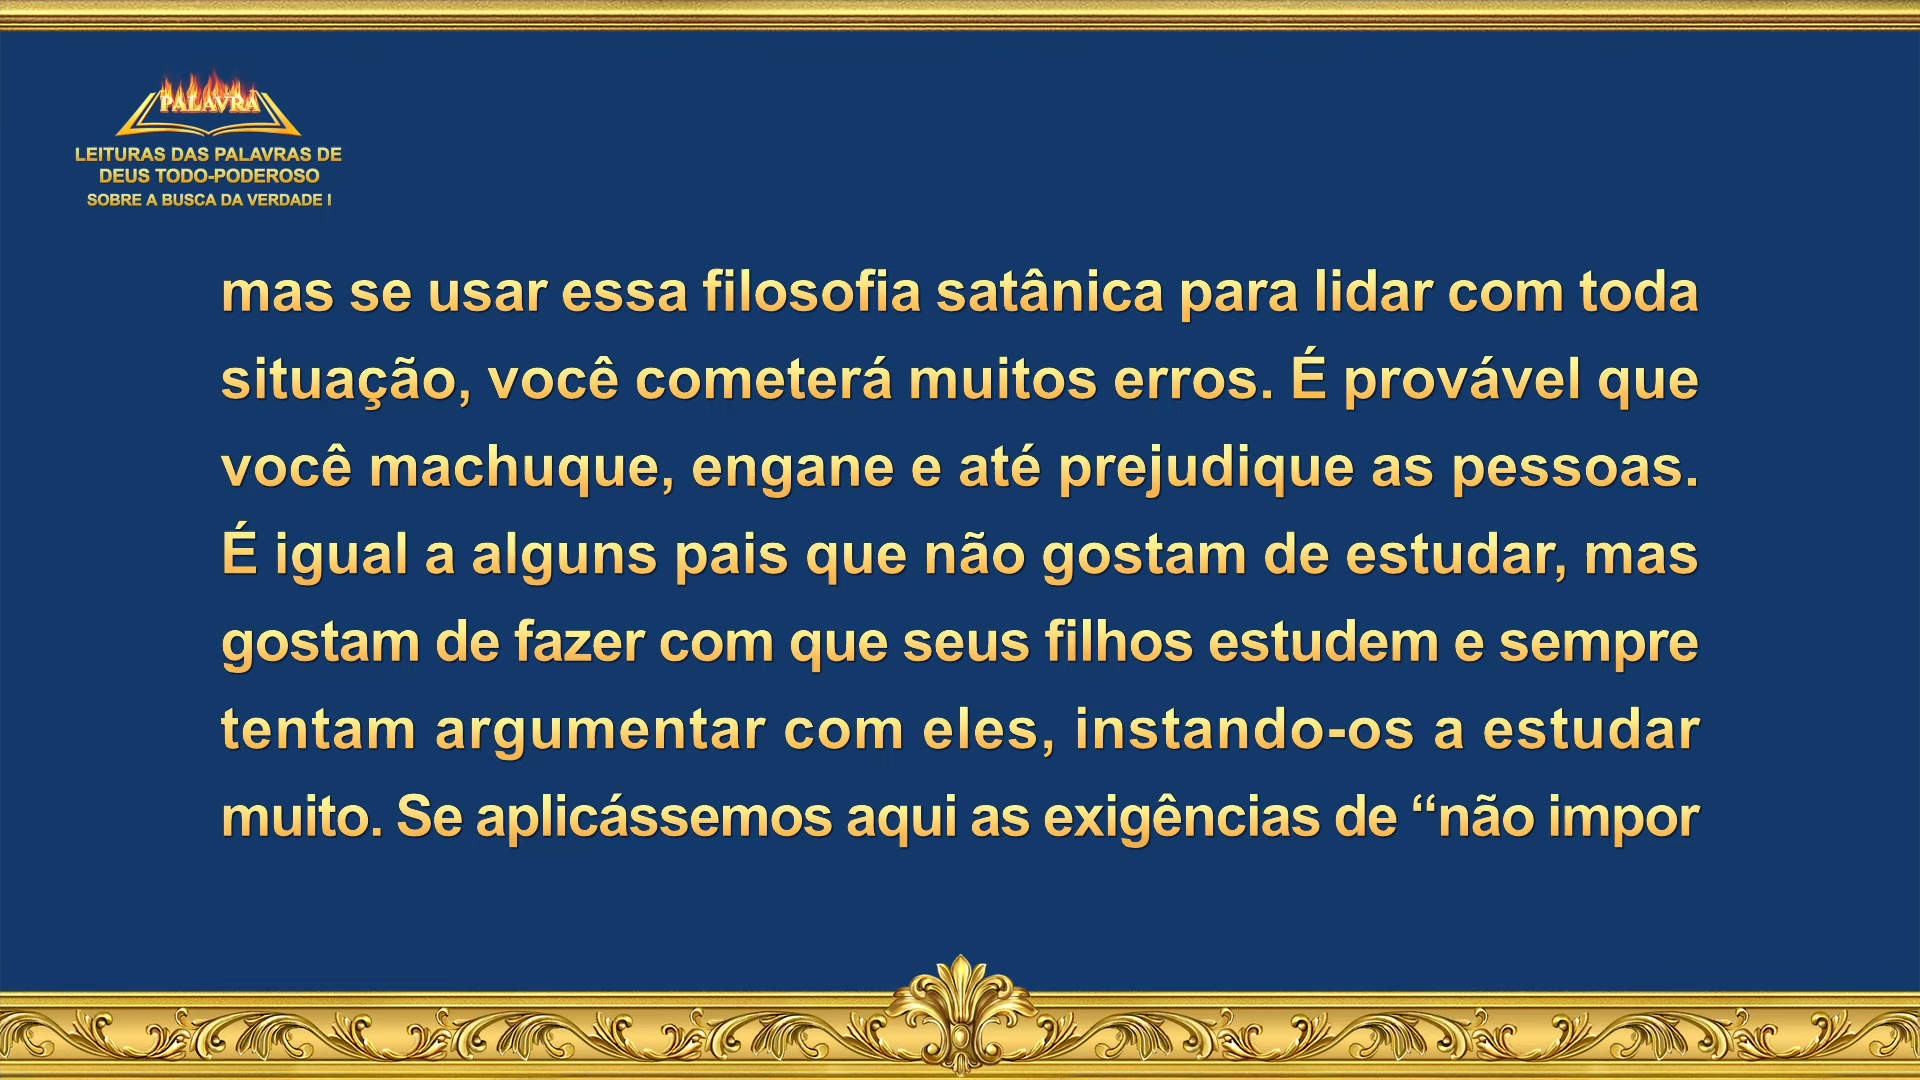 PALAVRA
LEITURAS DAS PALAVRAS DE
DEUS TODO-PODEROSO
SOBRE A BUSCA DA VERDADE I
mas se usar essa filosofia satânica para lidar com toda
situação, você cometerá muitos erros. É provável que
você machuque, engane e até prejudique as pessoas.
É igual a alguns pais que não gostam de estudar, mas
gostam de fazer com que seus filhos estudem e sempre
tentam argumentar com eles, instando-os a estudar
muito. Se aplicássemos aqui as exigências de “não impor